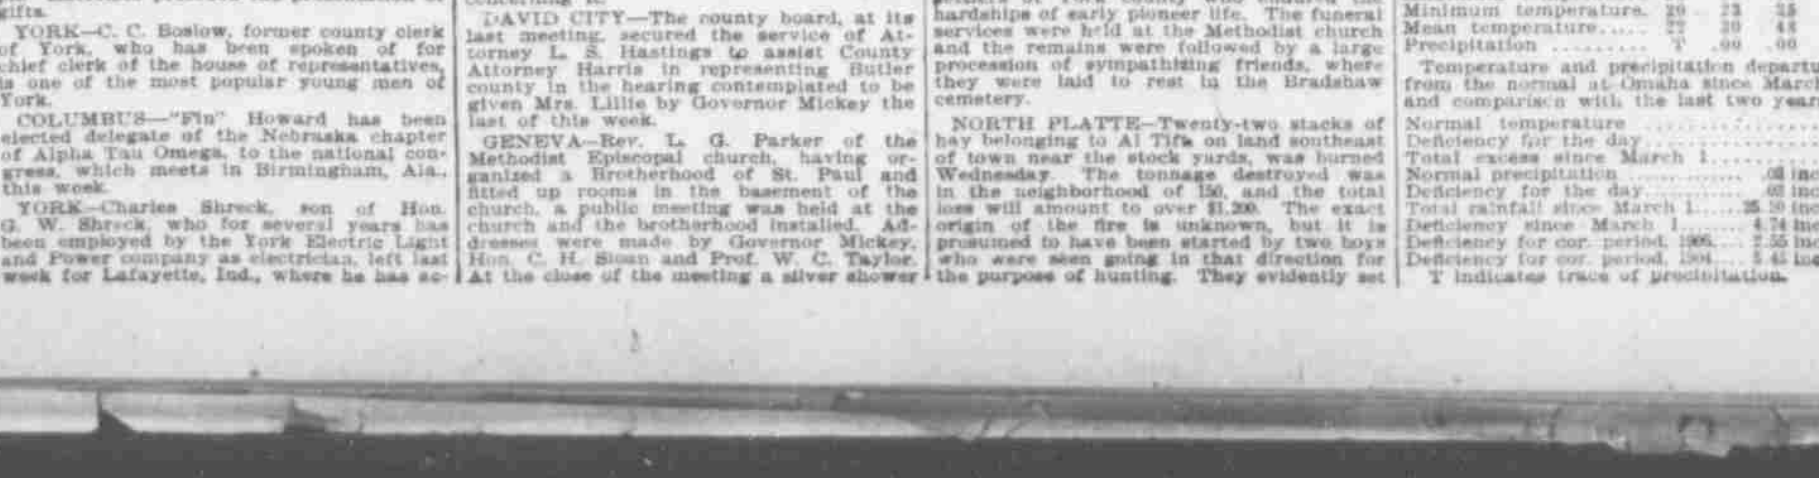 gifts.
YORK—C. C. Boslow, former county clerk
of York, who has been spoken of for
chief clerk of the house of representatives,
is one of the most popular young men of
York.
COLUMBUS—"Fin" Howard has been
elected delegate of the Nebraska chapter
of Alpha Tau Omega, to the national con-
gress, which meets in Birmingham, Ala.,
this week.
YORK—Charles Shreck, son of Hon.
G. W. Shreck, who for several years has
been employed by the York Electric Light
and Power company as electrician, left last
week for Lafayette, Ind., where he has ac-
concerning it.
DAVID CITY—The county board, at its
last meeting, secured the service of At-
torney L. S. Hastings to assist County
Attorney Harris in representing Butler
county in the hearing contemplated to be
given Mrs. Lillie by Governor Mickey the
last of this week.
GENEVA—Rev. L. G. Parker of the
Methodist Episcopal church, having or-
ganized a Brotherhood of St. Paul and
fitted up rooms in the basement of the
church, a public meeting was held at the
church and the brotherhood installed. Ad-
dresses were made by Governor Mickey,
Hon. C. H. Sloan and Prof. W. C. Taylor.
At the close of the meeting a silver shower
hardships of early pioneer life. The funeral
services were held at the Methodist church
and the remains were followed by a large
procession of sympathizing friends, where
they were laid to rest in the Bradshaw
cemetery.
NORTH PLATTE—Twenty-two stacks of
hay belonging to Al Tift on land southeast
of town near the stock yards, was burned
Wednesday. The tonnage destroyed was
in the neighborhood of 150, and the total
loss will amount to over $1,200. The exact
origin of the fire is unknown, but it is
presumed to have been started by two boys
who were seen going in that direction for
the purpose of hunting. They evidently set
Minimum temperature. 20 23 25
Mean temperature..... 27 30 48
Precipitation ......... T .00 .00
Temperature and precipitation departu
from the normal at Omaha since March
and comparison with the last two year
Normal temperature
Deficiency for the day
Total excess since March 1
Normal precipitation inc
Deficiency for the day inc
Total rainfall since March 1 inc
Deficiency since March 1 4.74 inc
Deficiency for cor. period, inc
Deficiency for cor. period, 1904 inc
T indicates trace of precipitation.